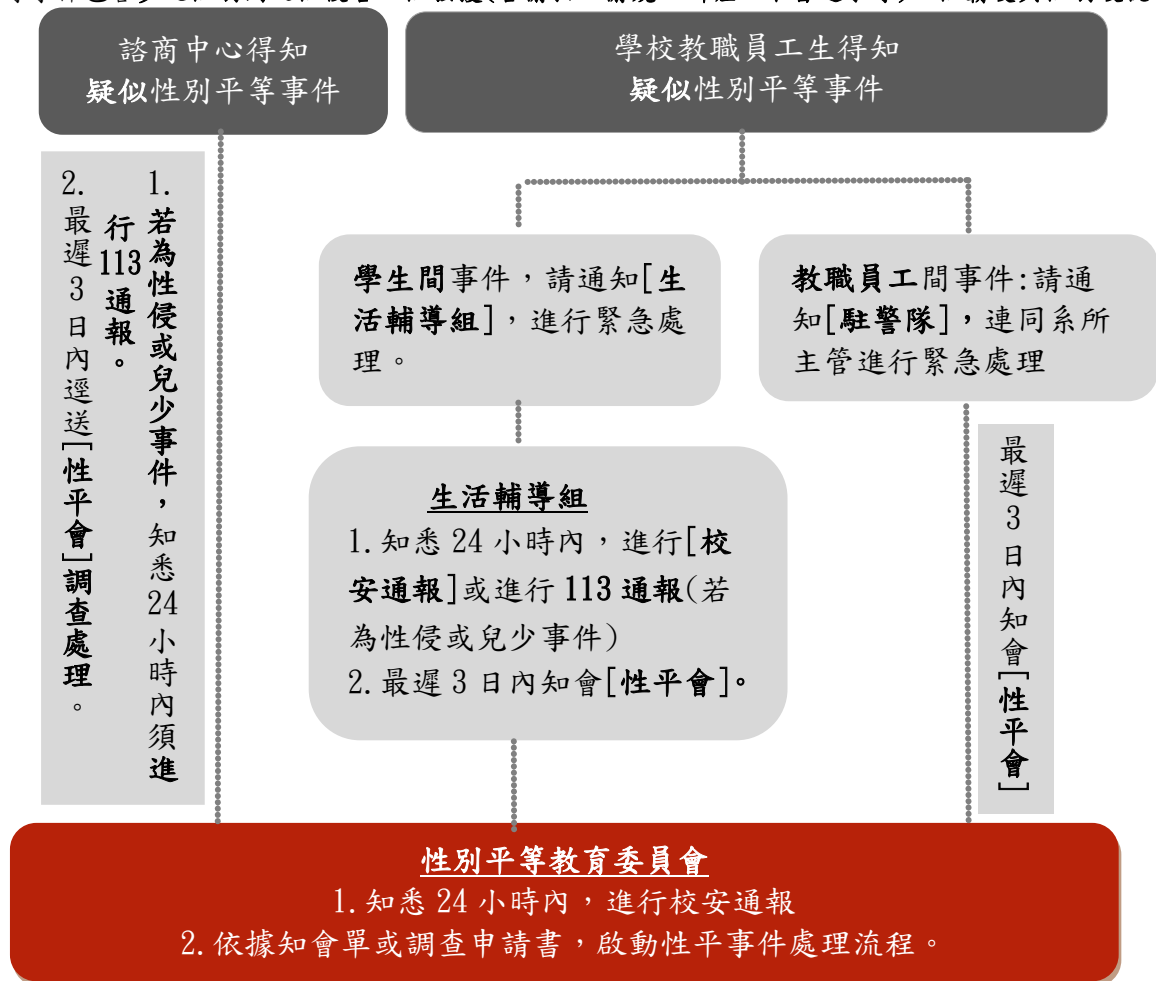 諮商中心得知
疑似性別平等事件
學校教職員工生得知
疑似性別平等事件
1.若為性侵或兒少事件，知悉24小時內須進
行113通報。
2.最遲3日內逕送[性平會]調查處理。
學生間事件，請通知[生
活輔導組]，進行緊急處
理。
教職員工間事件:請通
知[駐警隊]，連同系所
主管進行緊急處理
生活輔導組
1.知悉24小時內，進行[校
安通報]或進行113通報(若
為性侵或兒少事件)
2.最遲3日內知會[性平會]。
最遲3日內知會[性平會]
性別平等教育委員會
1.知悉24小時內，進行校安通報
2.依據知會單或調查申請書，啟動性平事件處理流程。